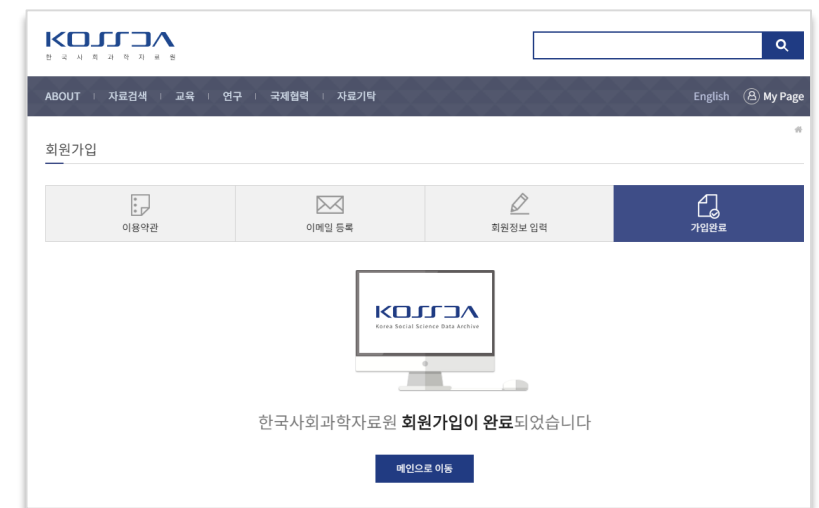 KOSSDA
한국사회과학자료원
ABOUT 자료검색 교육 연구 국제협력 자료기탁 English My Page
회원가입
이용약관 이메일 등록 회원정보 입력 가입완료
KOSSDA
Korea Social Science Data Archive
한국사회과학자료원 회원가입이 완료되었습니다
메인으로 이동